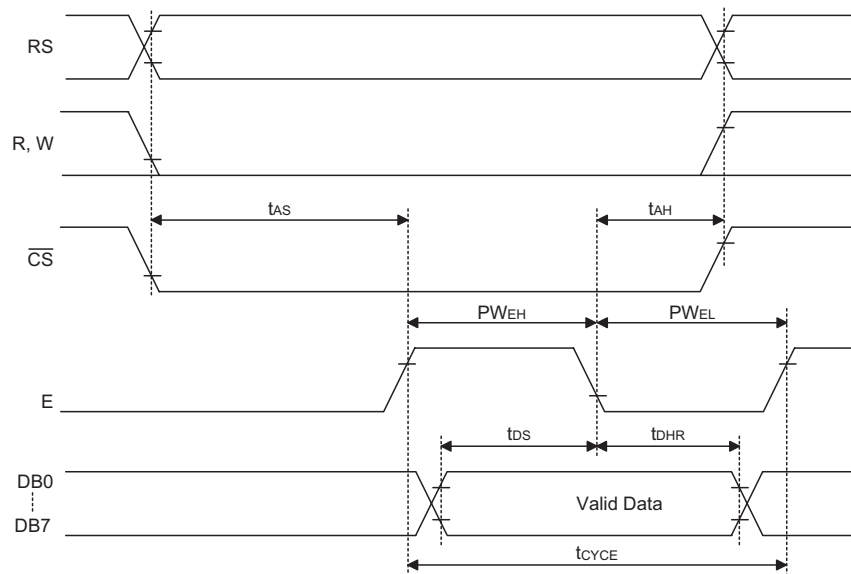 RS
R, W
tAS
tAH
CS
PWEH
PWEL
E
tDS
tDHR
DB0
Valid Data
DB7
tCYCE